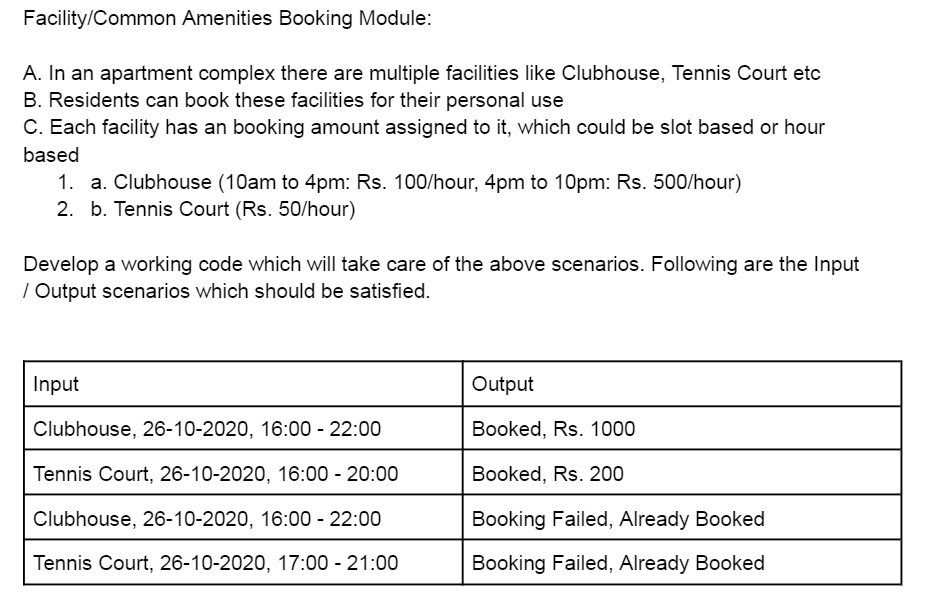 Facility/Common Amenities Booking Module:
A. In an apartment complex there are multiple facilities like Clubhouse, Tennis Court etc
B. Residents can book these facilities for their personal use
C. Each facility has an booking amount assigned to it, which could be slot based or hour
based
1. a. Clubhouse (10am to 4pm: Rs. 100/hour, 4pm to 10pm: Rs. 500/hour)
2. b. Tennis Court (Rs. 50/hour)
Develop a working code which will take care of the above scenarios. Following are the Input
/ Output scenarios which should be satisfied.
Input Output
Clubhouse, 26-10-2020, 16:00 - 22:00 Booked, Rs. 1000
Tennis Court, 26-10-2020, 16:00 - 20:00 Booked, Rs. 200
Clubhouse, 26-10-2020, 16:00 - 22:00 Booking Failed, Already Booked
Tennis Court, 26-10-2020, 17:00 - 21:00 Booking Failed, Already Booked